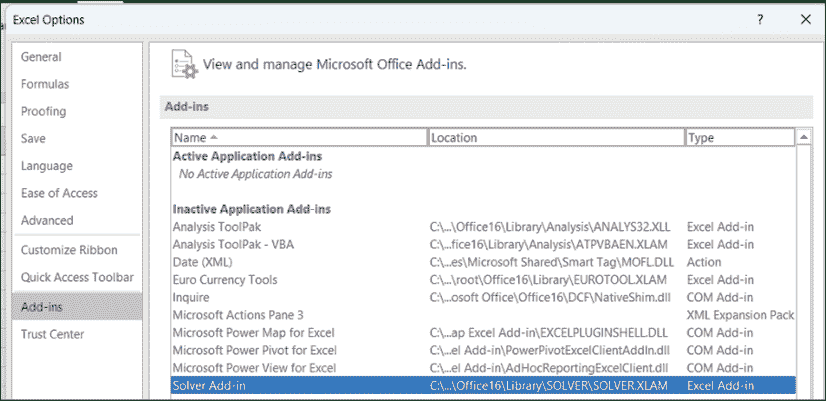 Excel Options
?
General
Formulas
Proofing
Save
Language
Ease of Access
Advanced
Customize Ribbon
Quick Access Toolbar
Add-ins
Trust Center
View and manage Microsoft Office Add-ins.
Add-ins
Name Location Type
Active Application Add-ins
No Active Application Add-ins
Inactive Application Add-ins
Analysis ToolPak C:\...\Office16\Library\Analysis\ANALYS32.XLL Excel Add-in
Analysis ToolPak - VBA C:\...fice16\Library\Analysis\ATPVBAEN.XLAM Excel Add-in
Date (XML) C:\...es\Microsoft Shared\Smart Tag\MOFL.DLL Action
Euro Currency Tools C:\...\root\Office16\Library\EUROTOOL.XLAM Excel Add-in
Inquire C:\...osoft Office\Office16\DCF\NativeShim.dll COM Add-in
Microsoft Actions Pane 3 XML Expansion Pack
Microsoft Power Map for Excel C:\...ap Excel Add-in\EXCELPLUGINSHELL.DLL COM Add-in
Microsoft Power Pivot for Excel C:\...el Add-in\PowerPivotExcelClientAddIn.dll COM Add-in
Microsoft Power View for Excel C:\...el Add-in\AdHocReportingExcelClient.dll COM Add-in
Solver Add-in C:\...\Office16\Library\SOLVER\SOLVER.XLAM Excel Add-in